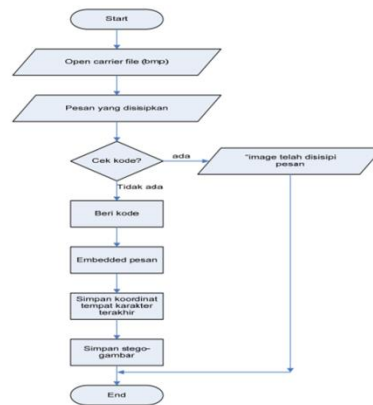 Start
Open carrier file (bmp)
Pesan yang disisipkan
Cek kode?
ada
"image telah disisipi
pesan
Tidak ada
Beri kode
Embedded pesan
Simpan koordinat
tempat karakter
terakhir
Simpan stego-
gambar
End